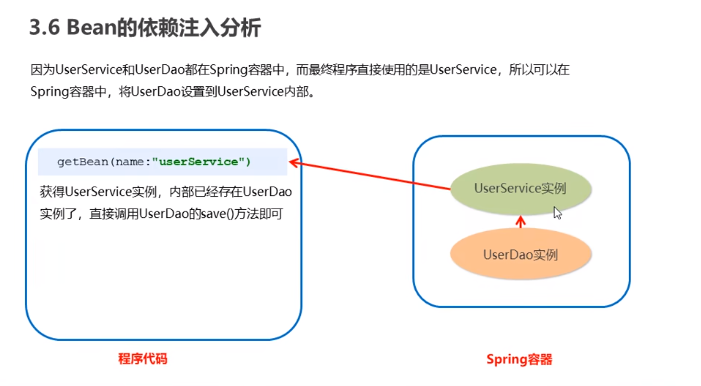 3.6 Bean的依赖注入分析
因为UserService和UserDao都在Spring容器中，而最终程序直接使用的是UserService，所以可以在
Spring容器中，将UserDao设置到UserService内部。
getBean(name:"userService")
获得UserService实例，内部已经存在UserDao
实例了，直接调用UserDao的save()方法即可
UserService实例
UserDao实例
程序代码
Spring容器